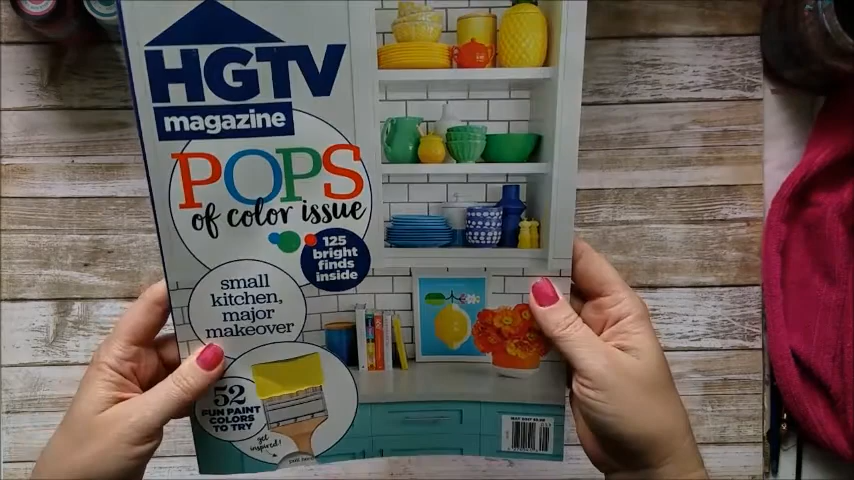 HGTV
magazine
POPS
of color issue
125
bright
finds
inside
small
kitchen,
major
makeover
52
FUN PAINT
COLORS
TO TRY
get
inspired!